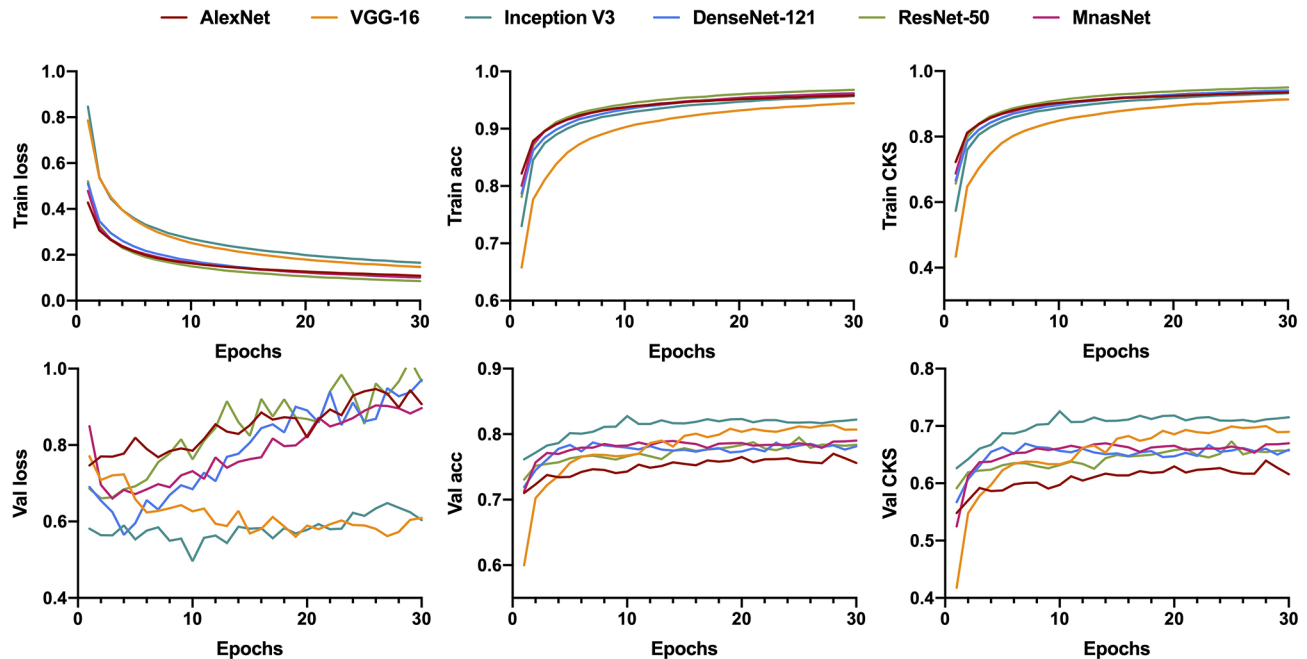 AlexNet VGG-16 Inception V3 DenseNet-121 ResNet-50 MnasNet
Train loss
1.0
0.8
0.6
0.4
0.2
0.0
0 10 20 30
Epochs
Train acc
1.0
0.9
0.8
0.7
0.6
0 10 20 30
Epochs
Train CKS
1.0
0.8
0.6
0.4
0 10 20 30
Epochs
Val loss
1.0
0.8
0.6
0.4
0 10 20 30
Epochs
Val acc
0.9
0.8
0.7
0.6
0 10 20 30
Epochs
Val CKS
0.8
0.7
0.6
0.5
0.4
0 10 20 30
Epochs